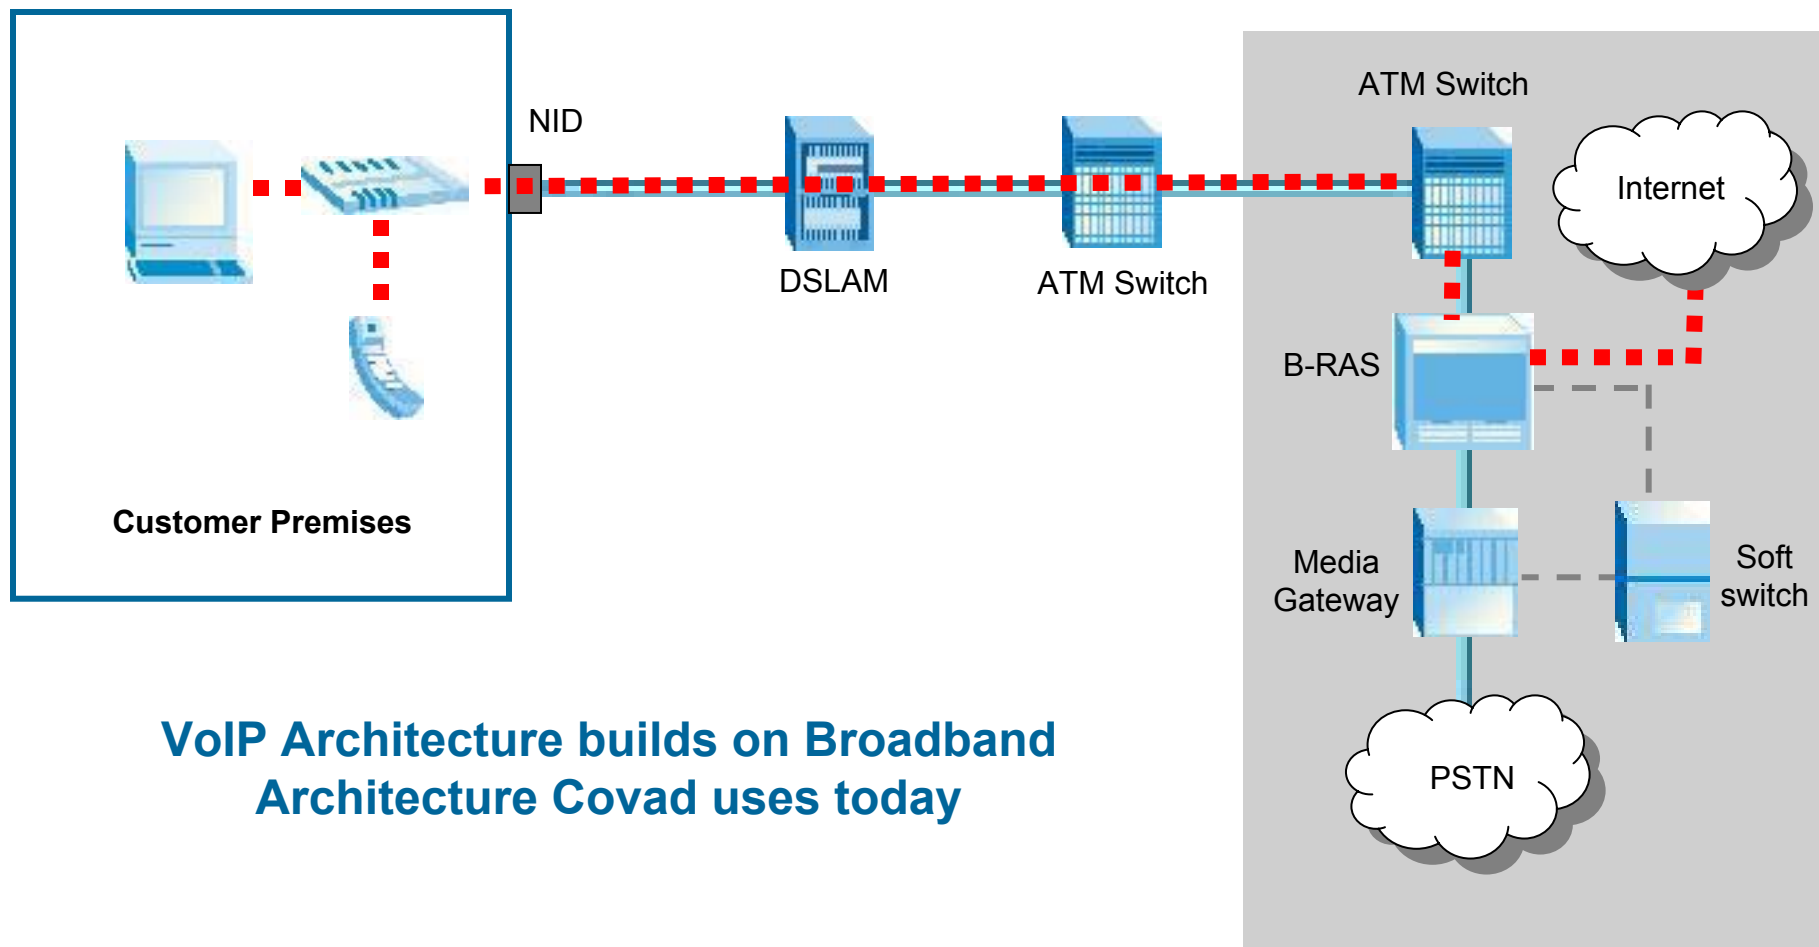 ATM Switch
NID
Internet
DSLAM
ATM Switch
B-RAS
Customer Premises
Media
Gateway
Soft
switch
VoIP Architecture builds on Broadband
Architecture Covad uses today
PSTN